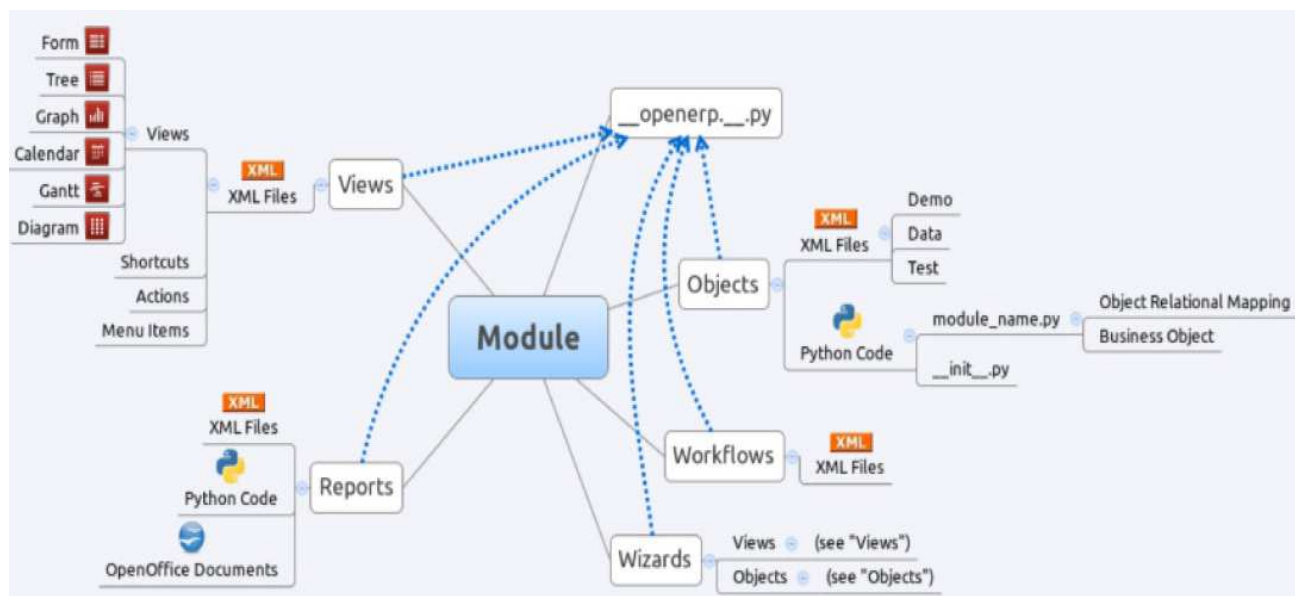 Form
Tree
Graph
Calendar
Gantt
Diagram
Views
Shortcuts
Actions
Menu Items
XML
XML Files
Views
__openerp.__.py
Objects
XML
XML Files
Demo
Data
Test
Python Code
module_name.py
Object Relational Mapping
Business Object
__init__.py
Module
XML
XML Files
Python Code
OpenOffice Documents
Reports
Workflows
XML
XML Files
Wizards
Views (see "Views")
Objects (see "Objects")